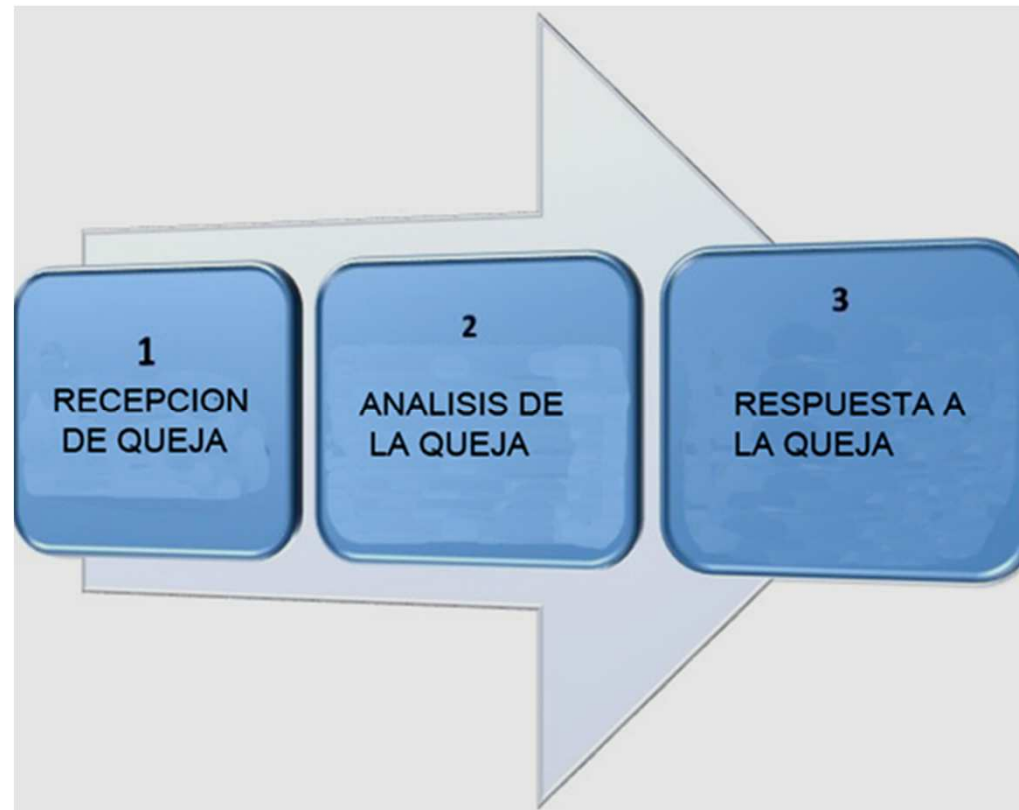 1
RECEPCION
DE QUEJA
2
ANALISIS DE
LA QUEJA
3
RESPUESTA A
LA QUEJA